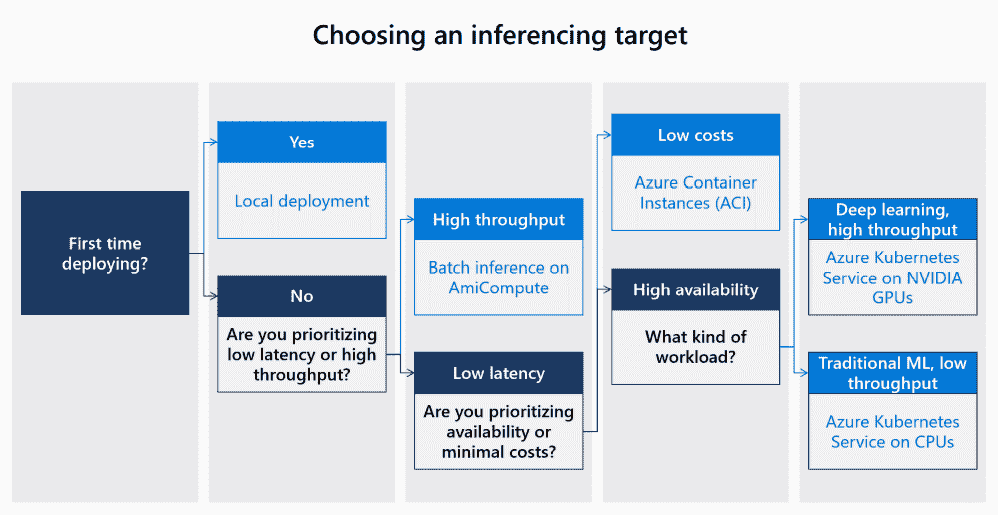 Choosing an inferencing target
First time
deploying?
Yes
Local deployment
No
Are you prioritizing
low latency or high
throughput?
High throughput
Batch inference on
AmiCompute
Low latency
Are you prioritizing
availability or
minimal costs?
Low costs
Azure Container
Instances (ACI)
High availability
What kind of
workload?
Deep learning,
high throughput
Azure Kubernetes
Service on NVIDIA
GPUs
Traditional ML, low
throughput
Azure Kubernetes
Service on CPUs